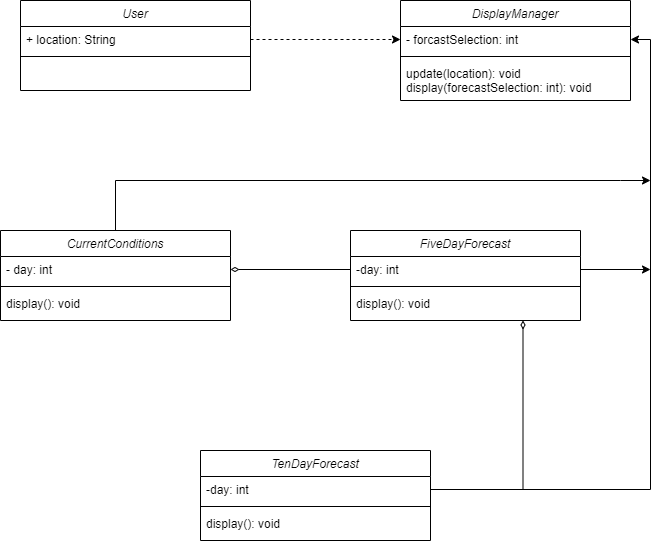 User
+ location: String
DisplayManager
- forcastSelection: int
update(location): void
display(forecastSelection: int): void
CurrentConditions
- day: int
display(): void
FiveDayForecast
-day: int
display(): void
TenDayForecast
-day: int
display(): void